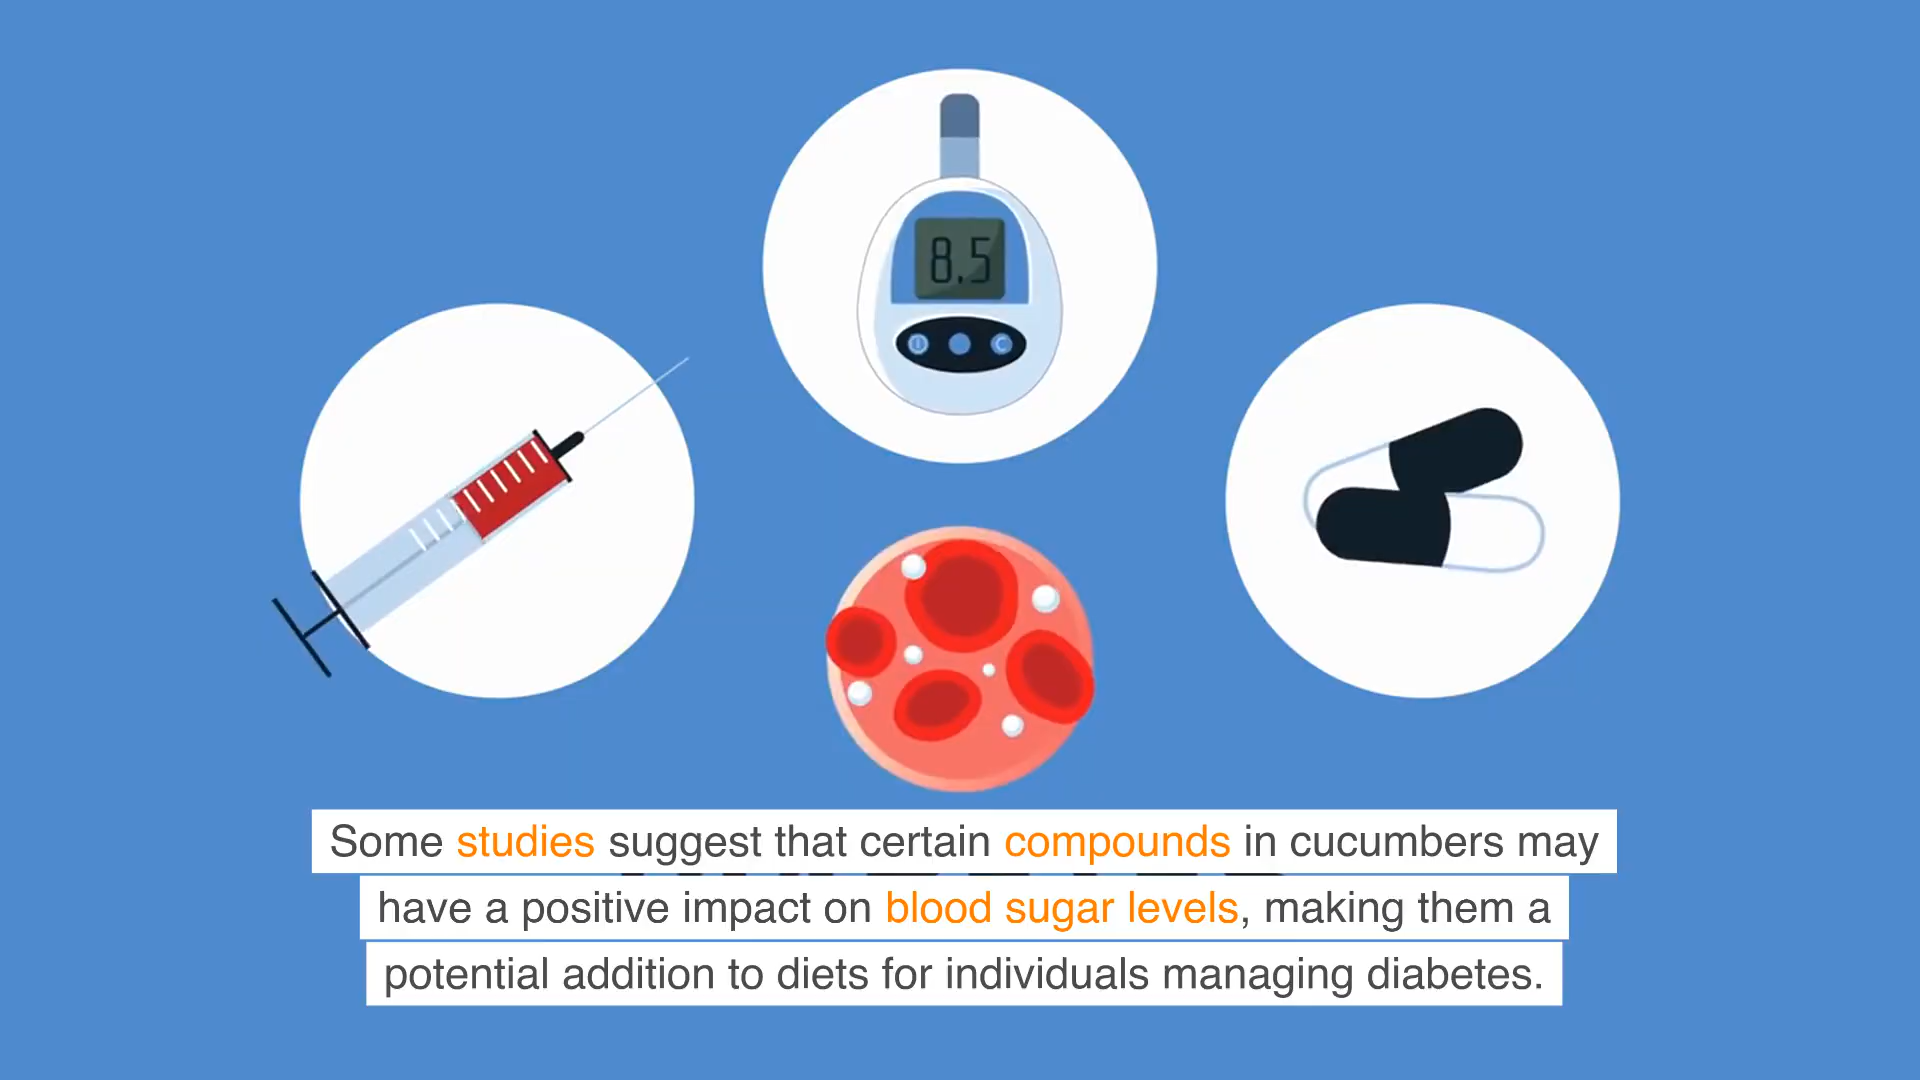 8.5
Some studies suggest that certain compounds in cucumbers may
have a positive impact on blood sugar levels, making them a
potential addition to diets for individuals managing diabetes.